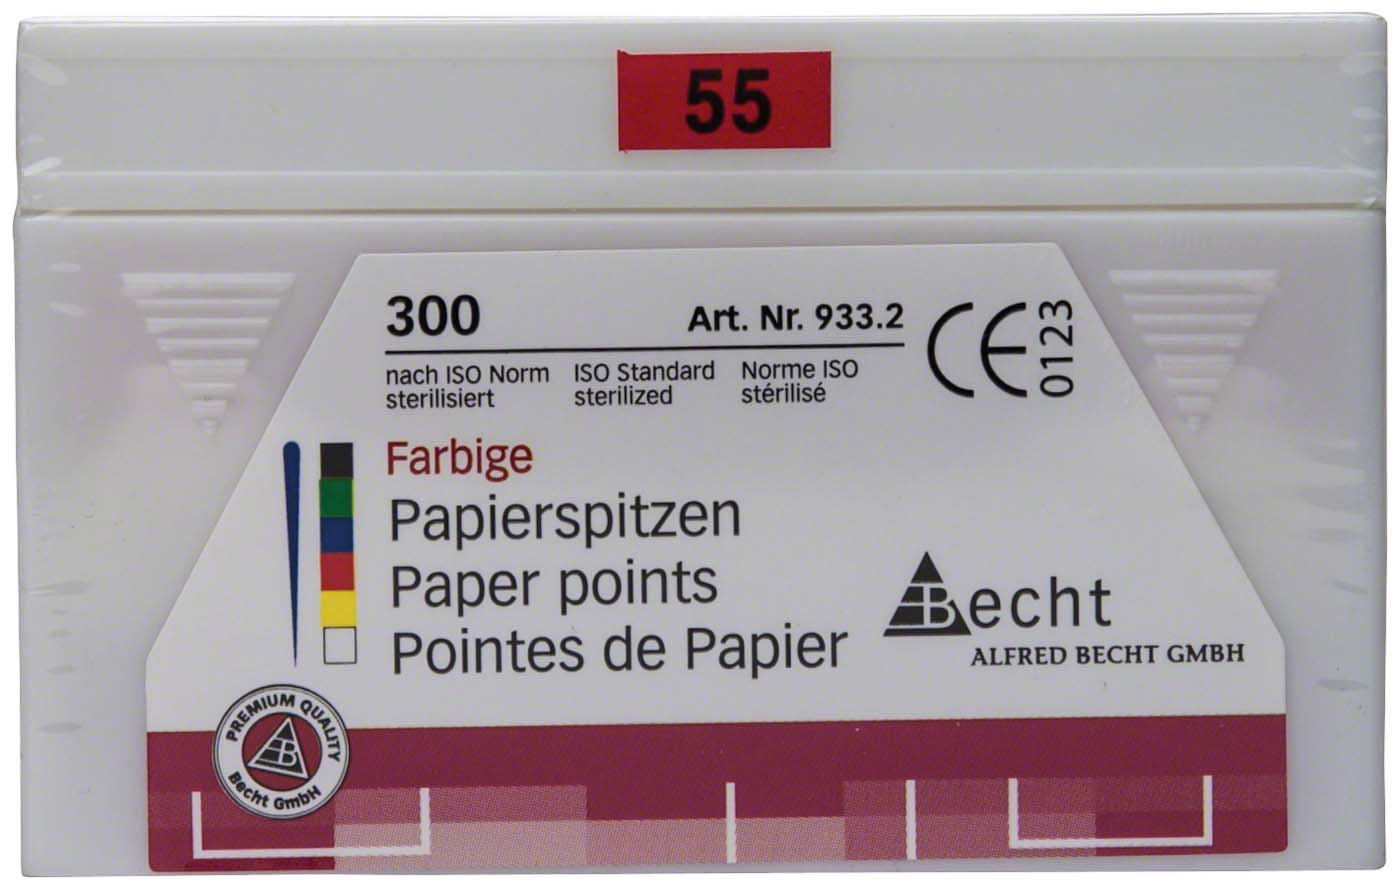 55
300 Art. Nr. 933.2
CE 0123
nach ISO Norm ISO Standard Norme ISO
sterilisiert sterilized stérilisé
Farbige
Papierspitzen
Paper points
Pointes de Papier
Becht
ALFRED BECHT GMBH
PREMIUM QUALITY
B
Becht GmbH